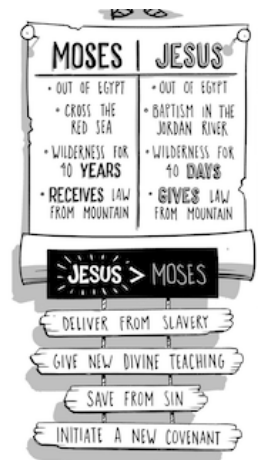 MOSES | JESUS
• OUT OF EGYPT
• CROSS THE
RED SEA
• WILDERNESS FOR
40 YEARS
• RECEIVES LAW
FROM MOUNTAIN
• OUT OF EGYPT
• BAPTISM IN THE
JORDAN RIVER
• WILDERNESS FOR
40 DAYS
• GIVES LAW
FROM MOUNTAIN
JESUS > MOSES
DELIVER FROM SLAVERY
GIVE NEW DIVINE TEACHING
SAVE FROM SIN
INITIATE A NEW COVENANT